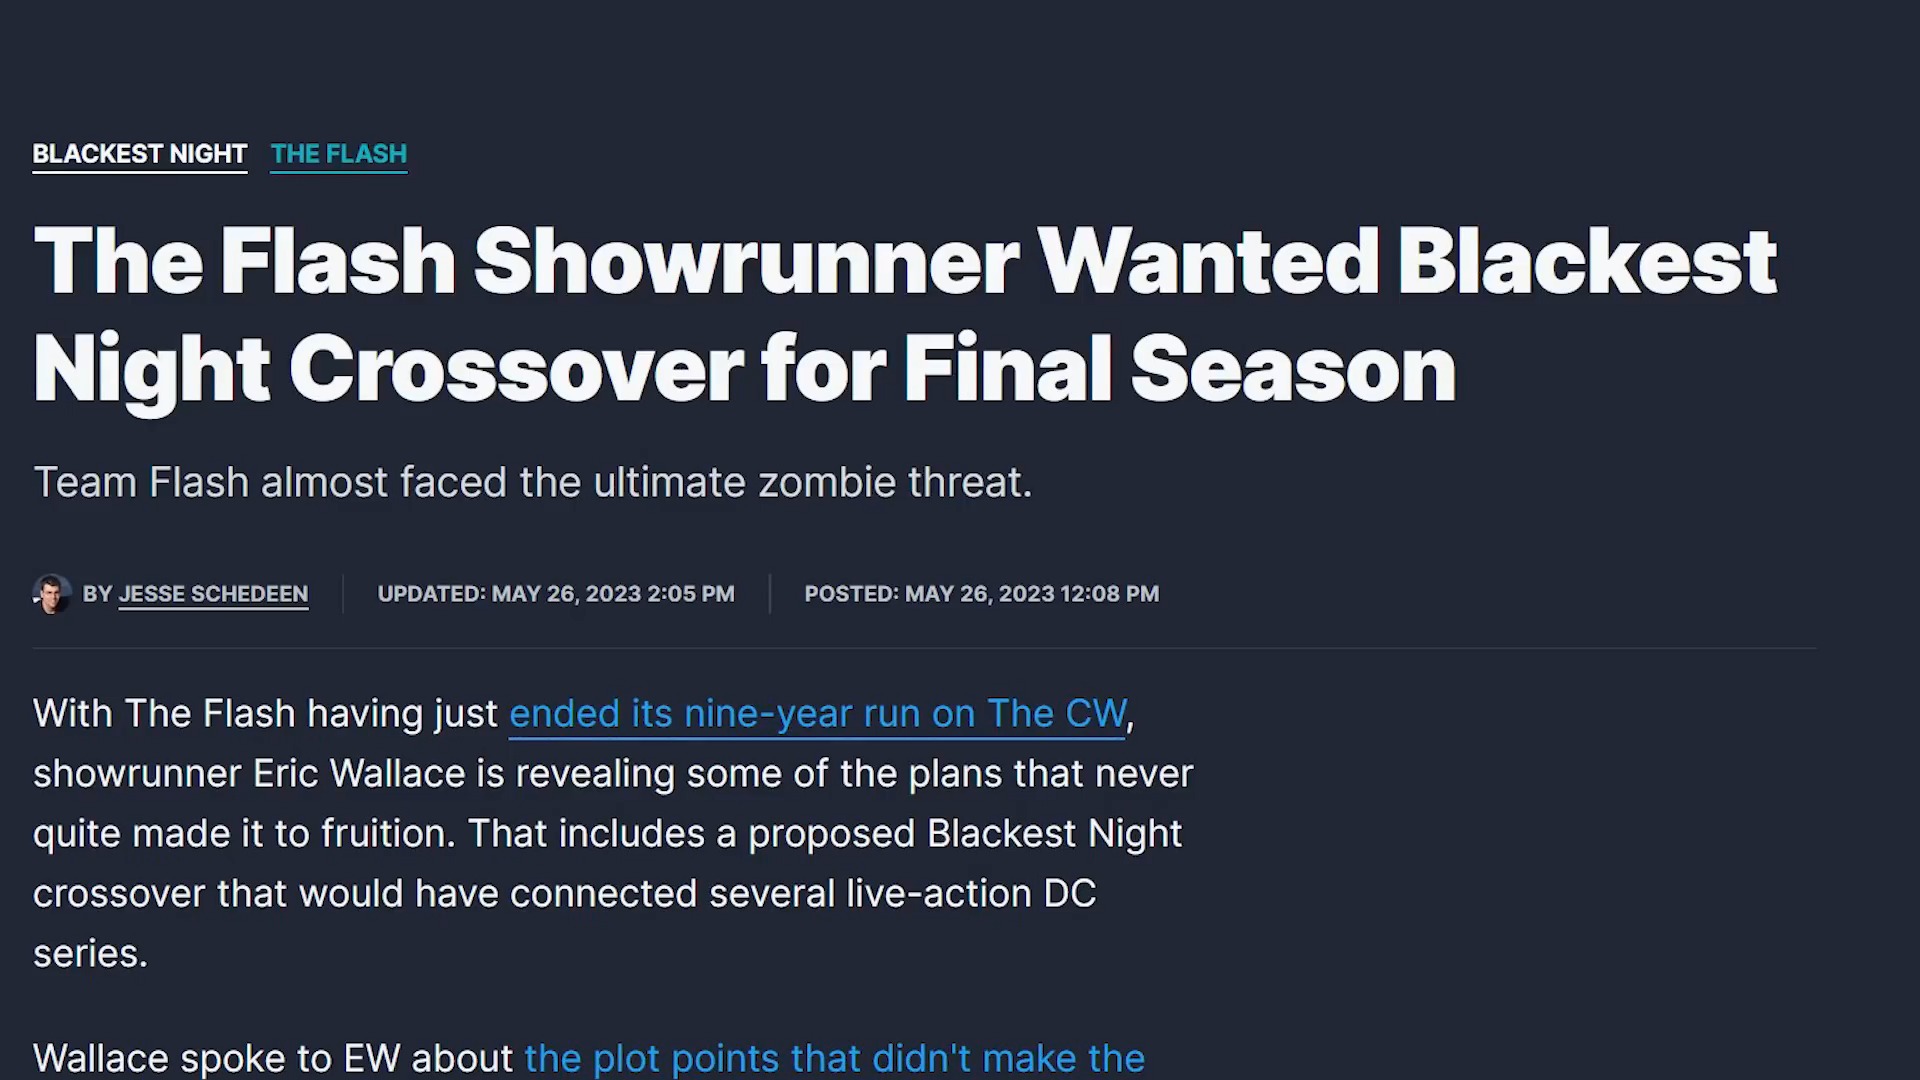 BLACKEST NIGHT THE FLASH
The Flash Showrunner Wanted Blackest
Night Crossover for Final Season
Team Flash almost faced the ultimate zombie threat.
BY JESSE SCHEDEEN UPDATED: MAY 26, 2023 2:05 PM POSTED: MAY 26, 2023 12:08 PM
With The Flash having just ended its nine-year run on The CW,
showrunner Eric Wallace is revealing some of the plans that never
quite made it to fruition. That includes a proposed Blackest Night
crossover that would have connected several live-action DC
series.
Wallace spoke to EW about the plot points that didn't make the